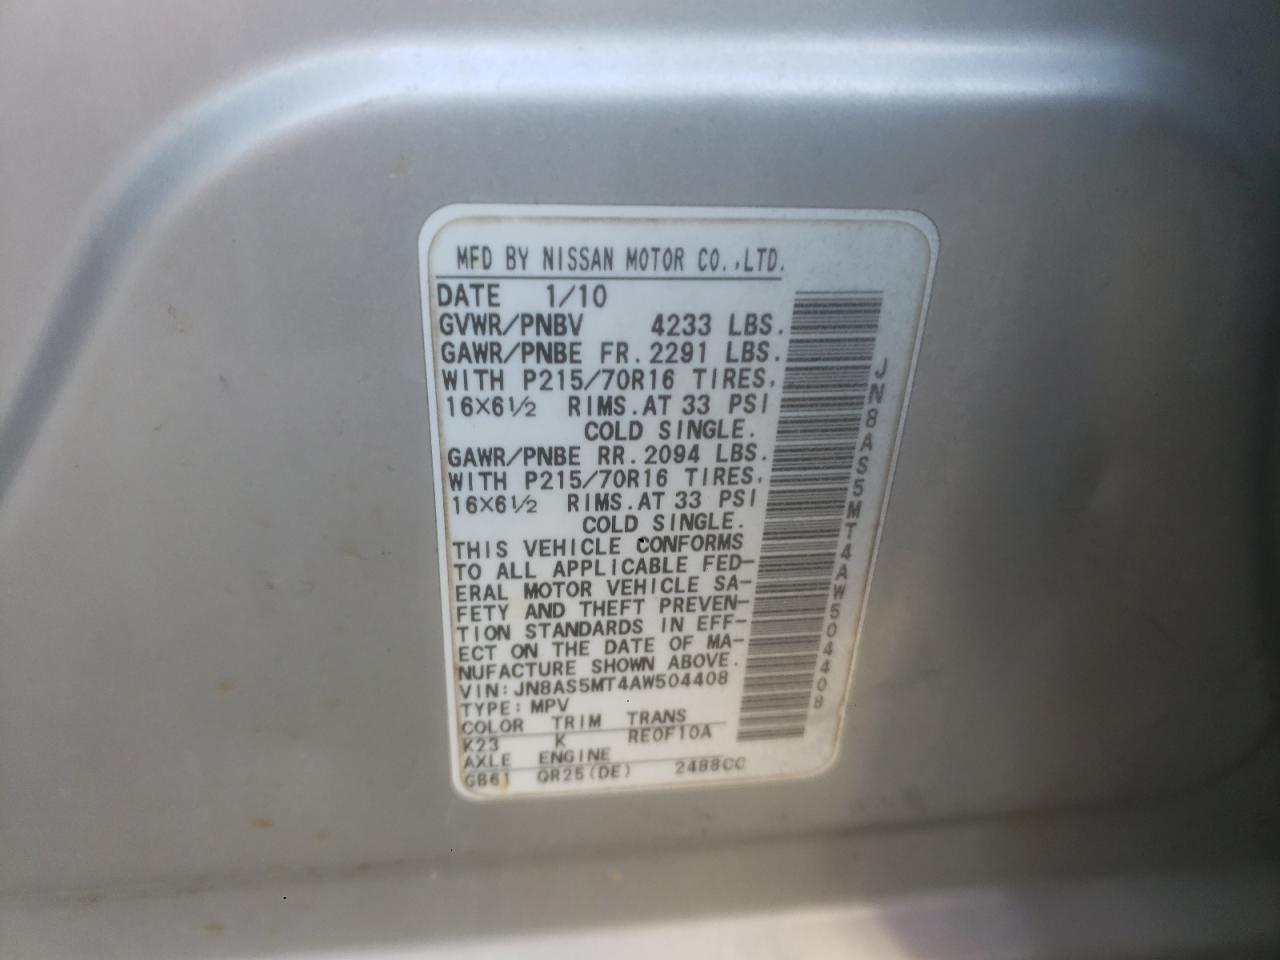 MFD BY NISSAN MOTOR CO.,LTD.
DATE 1/10
GVWR/PNBV 4233 LBS.
GAWR/PNBE FR. 2291 LBS.
WITH P215/70R16 TIRES,
16X6½ RIMS. AT 33 PSI
COLD SINGLE.
GAWR/PNBE RR. 2094 LBS.
WITH P215/70R16 TIRES,
16X6½ RIMS. AT 33 PSI
COLD SINGLE.
THIS VEHICLE CONFORMS
TO ALL APPLICABLE FED-
ERAL MOTOR VEHICLE SA-
FETY AND THEFT PREVEN-
TION STANDARDS IN EFF-
ECT ON THE DATE OF MA-
NUFACTURE SHOWN ABOVE.
VIN: JN8AS5MT4AW504408
TYPE: MPV
COLOR TRIM TRANS
K23 K RE0F10A
AXLE ENGINE
GB61 QR25(DE) 2488CC
JN8AS5MT4AW504408